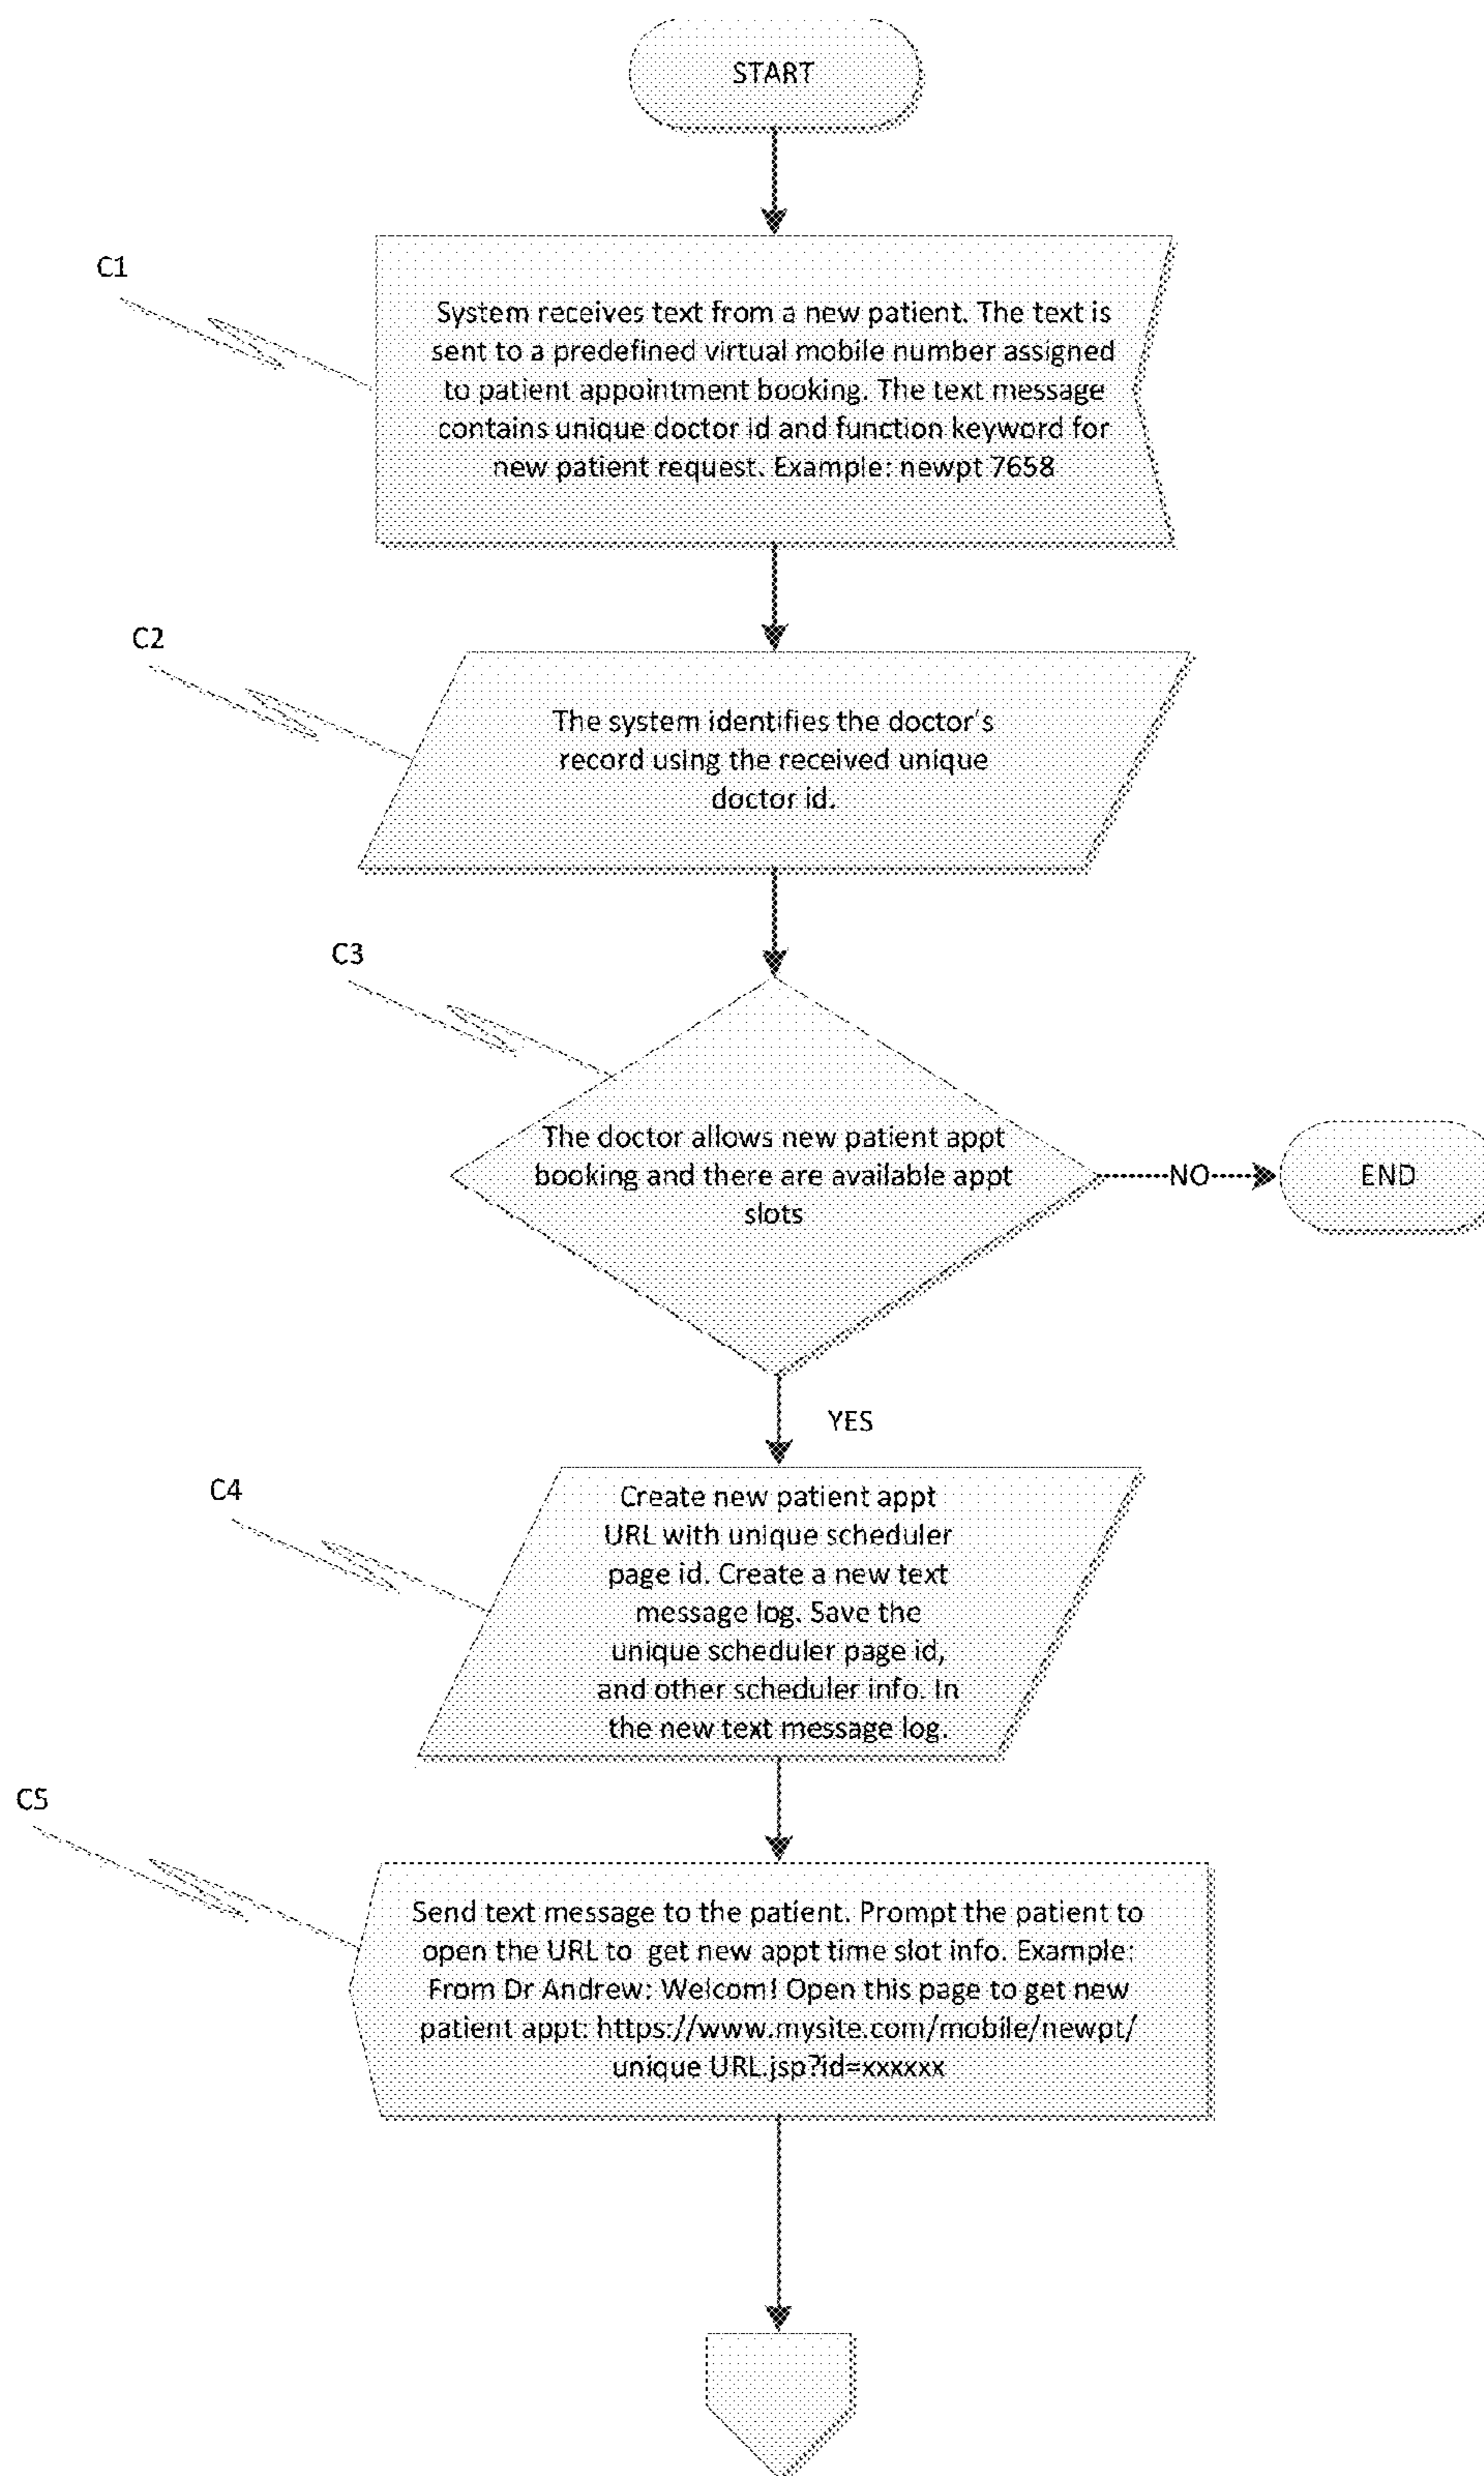 START
C1
System receives text from a new patient. The text is
sent to a predefined virtual mobile number assigned
to patient appointment booking. The text message
contains unique doctor id and function keyword for
new patient request. Example: newpt 7658
C2
The system identifies the doctor's
record using the received unique
doctor id.
C3
The doctor allows new patient appt
booking and there are available appt
slots
NO
END
YES
C4
Create new patient appt
URL with unique scheduler
page id. Create a new text
message log. Save the
unique scheduler page id,
and other scheduler info. In
the new text message log.
C5
Send text message to the patient. Prompt the patient to
open the URL to get new appt time slot info. Example:
From Dr Andrew: Welcom! Open this page to get new
patient appt: https://www.mysite.com/mobile/newpt/
unique URL.jsp?id=xxxxxx